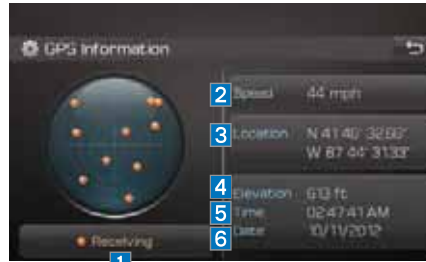 GPS Information
2 Speed 44 mph
3 Location N 41 40' 32.60"
W 87 44' 31.33"
4 Elevation 613 ft
5 Time 02:47:41 AM
6 Date 10/11/2012
Receiving
1